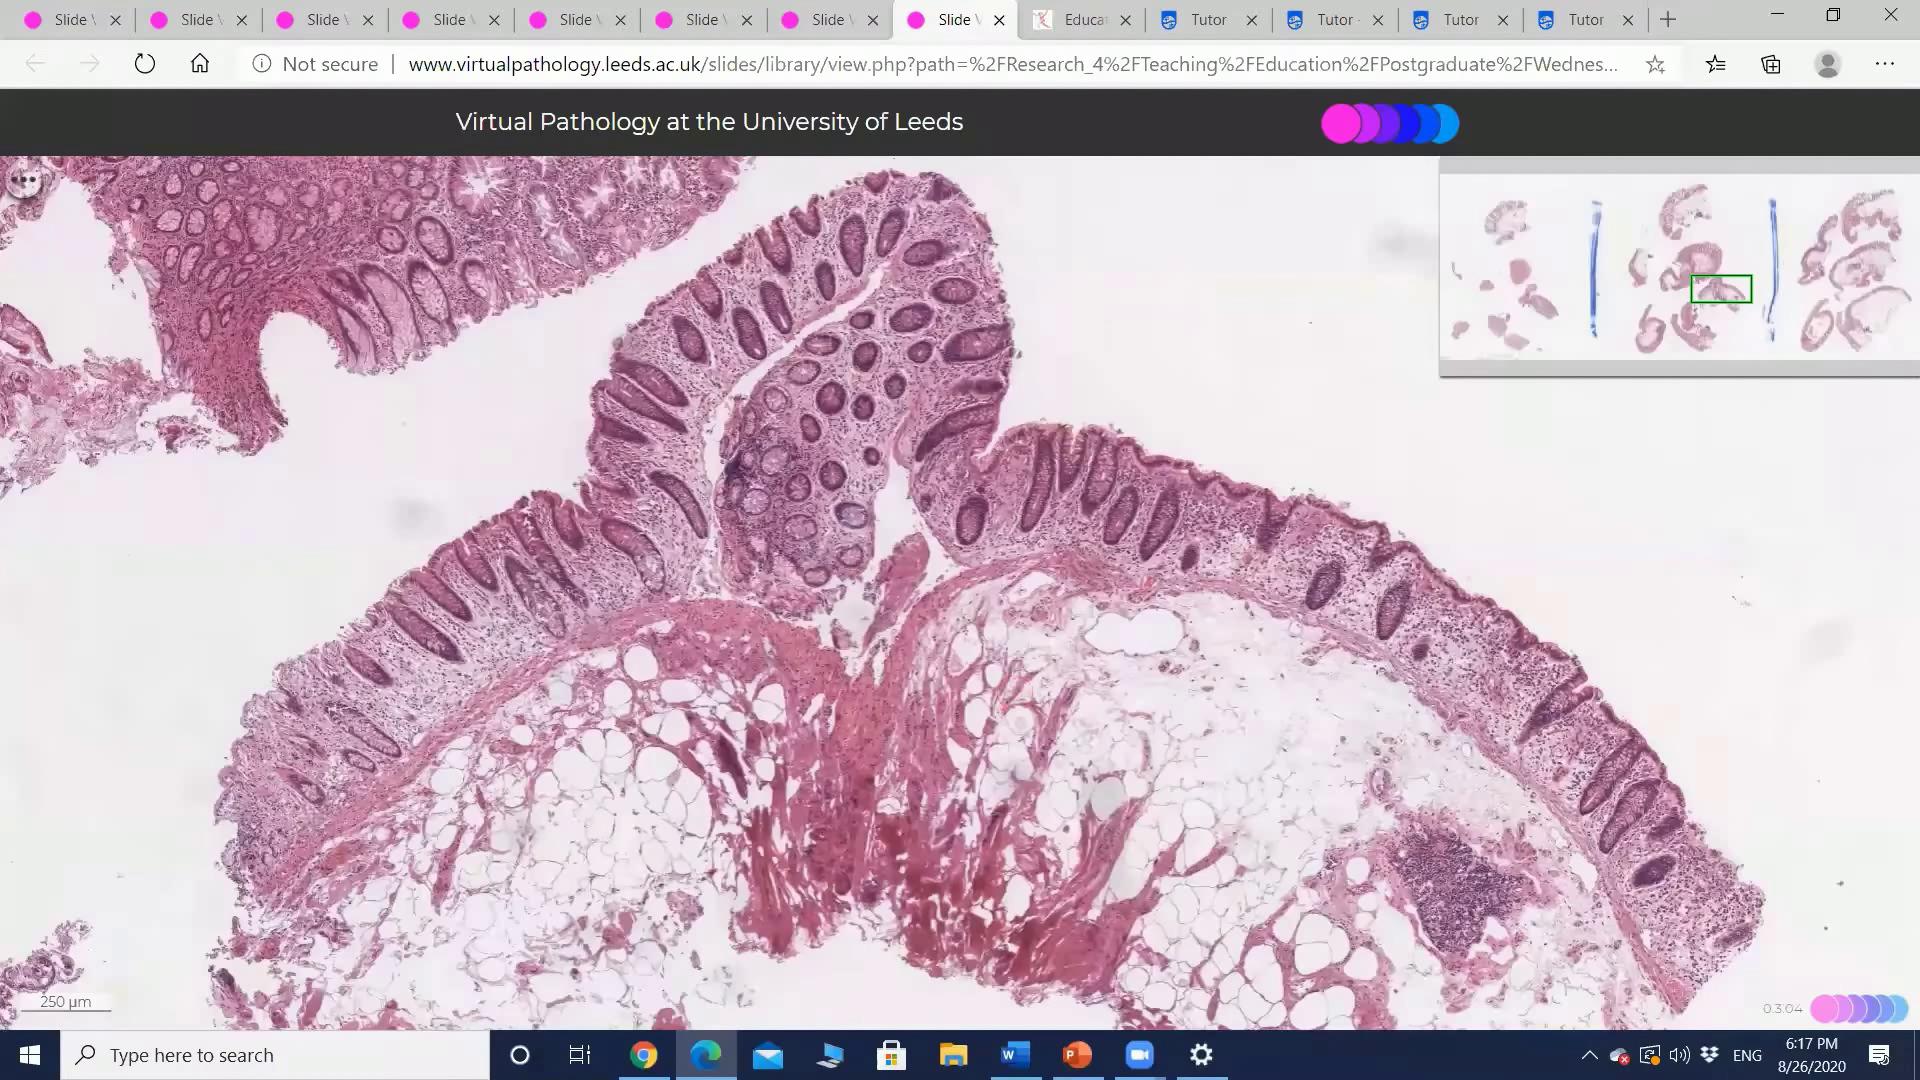 Slide \ Slide \ Slide \ Slide \ Slide \ Slide \ Slide \ Slide \ Educat Tutor Tutor - Tutor Tutor
Not secure | www.virtualpathology.leeds.ac.uk/slides/library/view.php?path=%2FResearch_4%2FTeaching%2FEducation%2FPostgraduate%2FWednes...
Virtual Pathology at the University of Leeds
250 µm
0.3.04
Type here to search
ENG
6:17 PM
8/26/2020